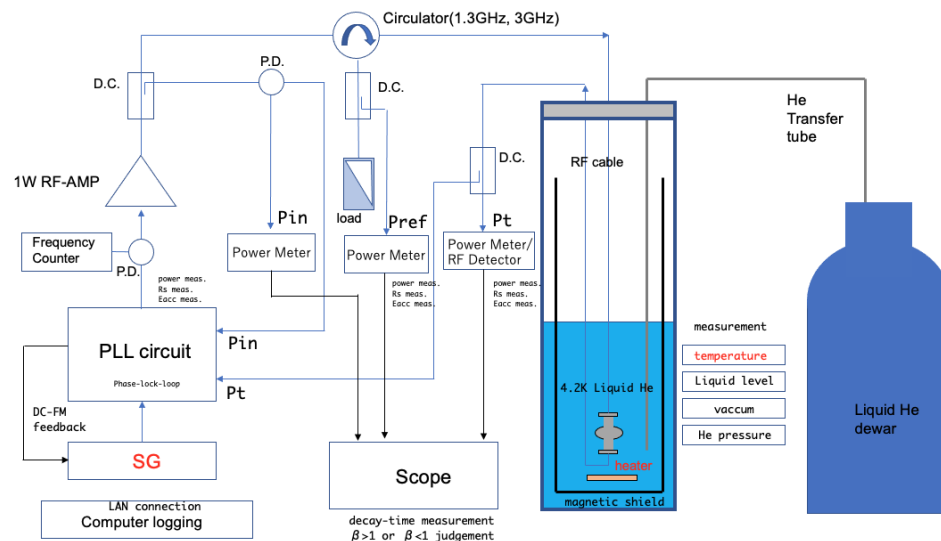 Circulator(1.3GHz, 3GHz)
P.D.
D.C.
D.C.
He
Transfer
tube
D.C.
RF cable
1W RF-AMP
load
Pin
Pref
Pt
Frequency
Counter
P.D.
Power Meter
Power Meter
Power Meter/
RF Detector
power meas.
Rs meas.
Eacc meas.
power meas.
Rs meas.
Eacc meas.
power meas.
Rs meas.
Eacc meas.
PLL circuit
Phase-lock-loop
Pin
Pt
measurement
temperature
Liquid level
vaccum
He pressure
4.2K Liquid He
Liquid He
dewar
DC-FM
feedback
SG
Scope
heater
magnetic shield
LAN connection
Computer logging
decay-time measurement
β>1 or β<1 judgement